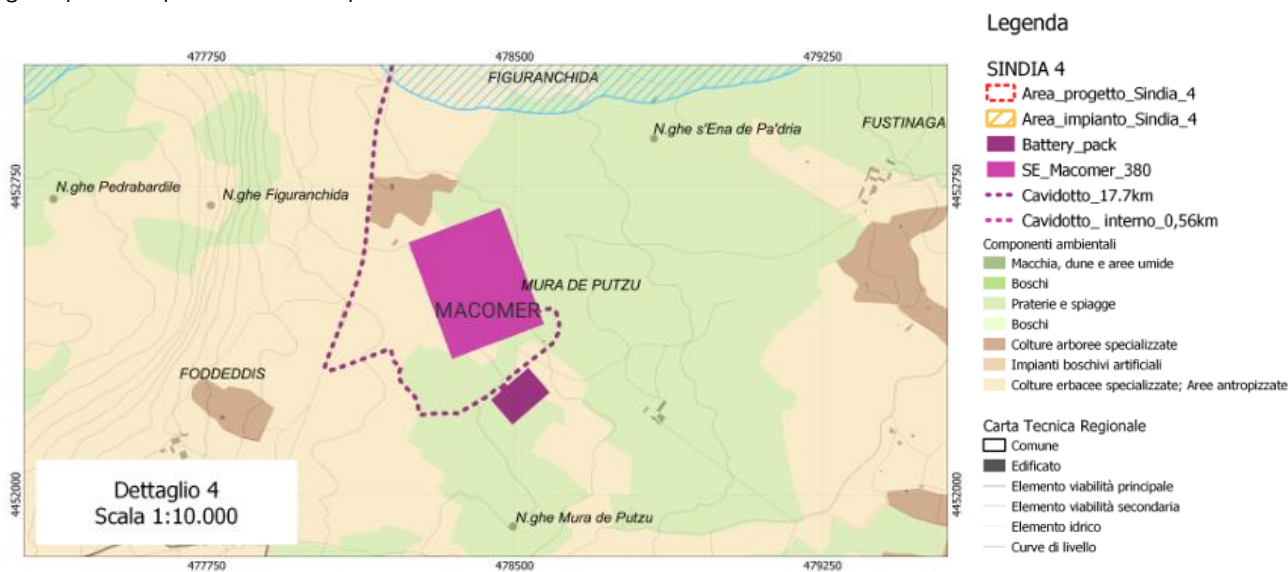 477750
478500
479250
4452750
4452000
FIGURANCHIDA
N.ghe s'Ena de Pa'dria
FUSTINAGA
N.ghe Pedrabardile
N.ghe Figuranchida
4452750
MURA DE PUTZU
MACOMER
FODDEDDIS
N.ghe Mura de Putzu
4452000
Dettaglio 4
Scala 1:10.000
477750
478500
479250
Legenda
SINDIA 4
Area_progetto_Sindia_4
Area_impianto_Sindia_4
Battery_pack
SE_Macomer_380
Cavidotto_17.7km
Cavidotto_ interno_0,56km
Componenti ambientali
Macchia, dune e aree umide
Boschi
Praterie e spiagge
Boschi
Colture arboree specializzate
Impianti boschivi artificiali
Colture erbacee specializzate; Aree antropizzate
Carta Tecnica Regionale
Comune
Edificato
Elemento viabilità principale
Elemento viabilità secondaria
Elemento idrico
Curve di livello